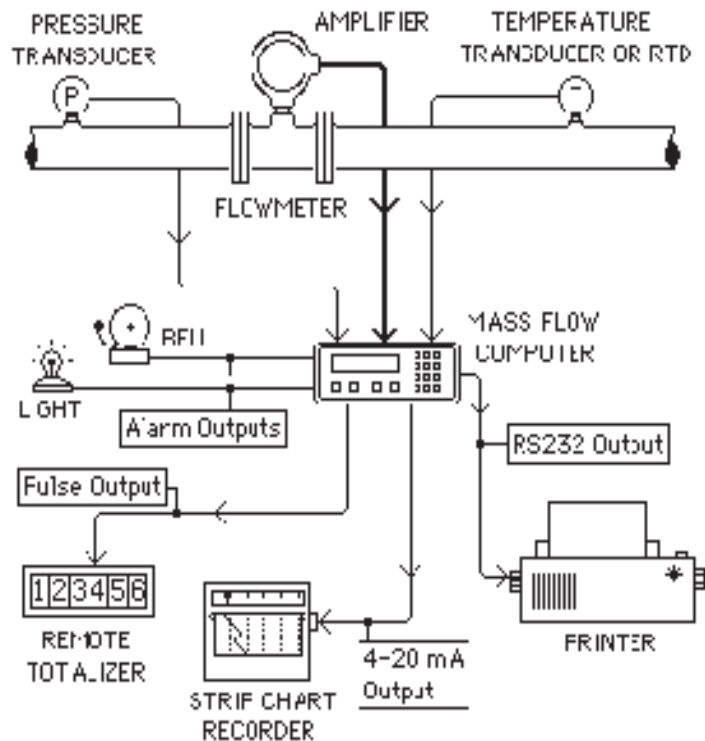 PRESSURE
TRANSDUCER
AMPLIFIER
TEMPERATURE
TRANSDUCER OR RTD
P
FLOWMETER
BELL
LIGHT
Alarm Outputs
MASS FLOW
COMPUTER
RS232 Output
Pulse Output
123456
REMOTE
TOTALIZER
STRIP CHART
RECORDER
4-20 mA
Output
PRINTER